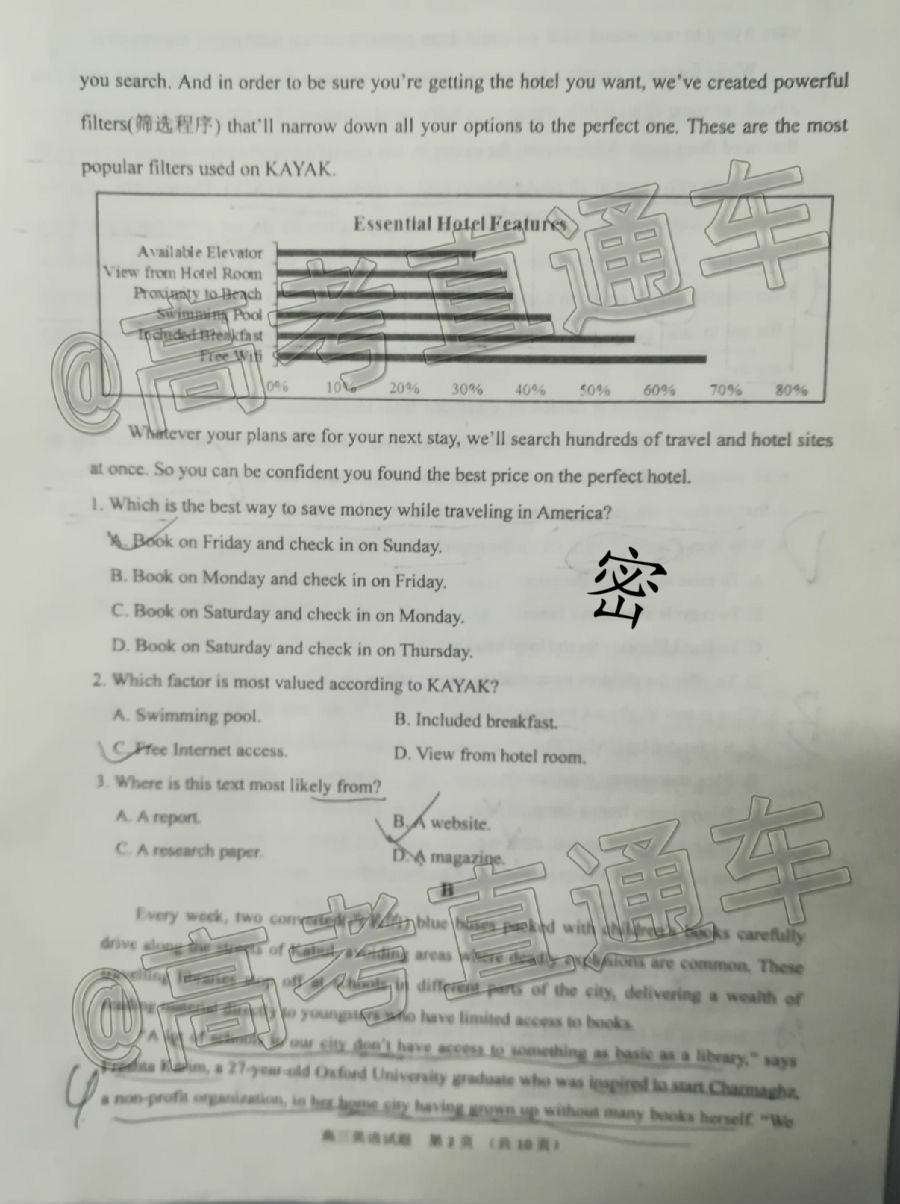 you search. And in order to be sure you're getting the hotel you want, we've created powerful
filters(筛选程序) that'll narrow down all your options to the perfect one. These are the most
popular filters used on KAYAK.
Essential Hotel Features
Available Elevator
View from Hotel Room
Proximity to Beach
Swimming Pool
Included Breakfast
Free Wifi
0% 10% 20% 30% 40% 50% 60% 70% 80%
Whatever your plans are for your next stay, we'll search hundreds of travel and hotel sites
at once. So you can be confident you found the best price on the perfect hotel.
1. Which is the best way to save money while traveling in America?
A. Book on Friday and check in on Sunday.
B. Book on Monday and check in on Friday.
C. Book on Saturday and check in on Monday.
密
D. Book on Saturday and check in on Thursday.
2. Which factor is most valued according to KAYAK?
A. Swimming pool. B. Included breakfast.
C. Free Internet access. D. View from hotel room.
3. Where is this text most likely from?
A. A report. B. A website.
C. A research paper. D. A magazine.
B
Every week, two converted blue buses packed with children's books carefully
drive along the streets of Kabul, avoiding areas where deadly explosions are common. These
travelling libraries stop off at schools in different parts of the city, delivering a wealth of
reading material directly to youngsters who have limited access to books.
"A lot of schools in our city don't have access to something as basic as a library," says
Karim, a 27-year-old Oxford University graduate who was inspired to start Charmaghz,
a non-profit organization, in her home city having grown up without many books herself. "We
高三英语试题 第 2 页 (共 10 页)
@高考直通车
@高考直通车